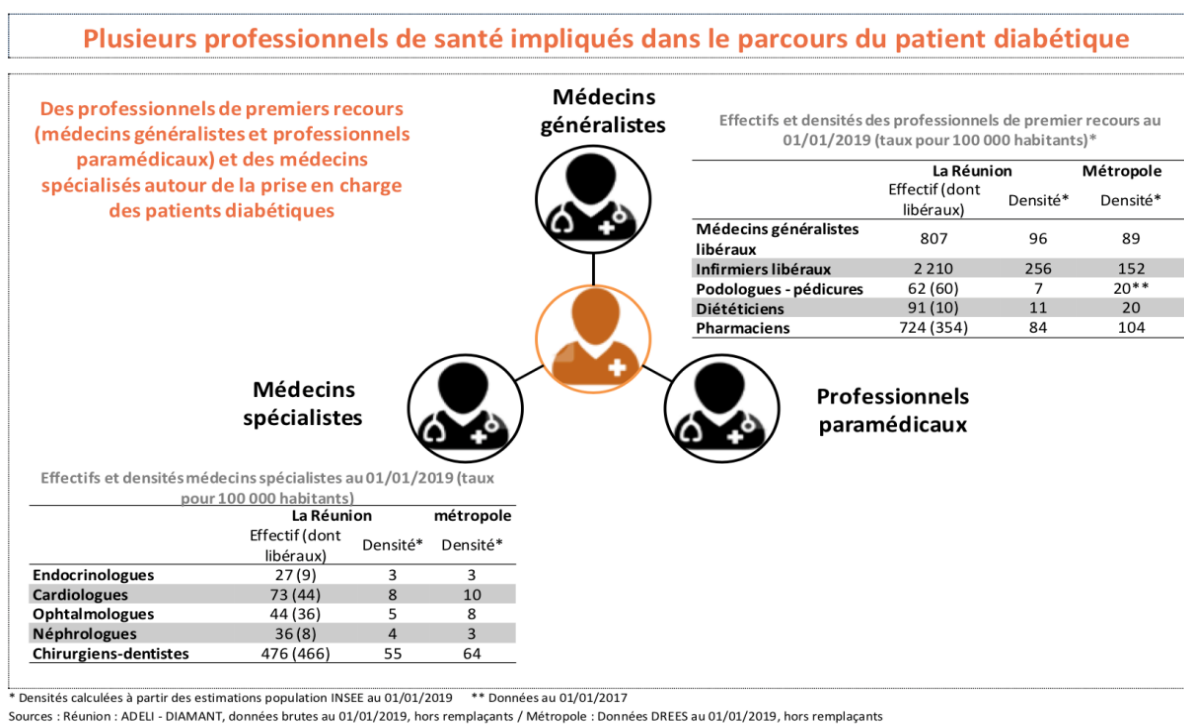 Plusieurs professionnels de santé impliqués dans le parcours du patient diabétique
Des professionnels de premiers recours
(médecins généralistes et professionnels
paramédicaux) et des médecins
spécialisés autour de la prise en charge
des patients diabétiques
Médecins
généralistes
Effectifs et densités des professionnels de premier recours au
01/01/2019 (taux pour 100 000 habitants)*
La Réunion Métropole
Effectif (dont
libéraux) Densité* Densité*
Médecins généralistes
libéraux 807 96 89
Infirmiers libéraux 2 210 256 152
Podologues - pédicures 62 (60) 7 20**
Diététiciens 91 (10) 11 20
Pharmaciens 724 (354) 84 104
Médecins
spécialistes
Professionnels
paramédicaux
Effectifs et densités médecins spécialistes au 01/01/2019 (taux
pour 100 000 habitants)
La Réunion métropole
Effectif (dont
libéraux) Densité* Densité*
Endocrinologues 27 (9) 3 3
Cardiologues 73 (44) 8 10
Ophtalmologues 44 (36) 5 8
Néphrologues 36 (8) 4 3
Chirurgiens-dentistes 476 (466) 55 64
* Densités calculées à partir des estimations population INSEE au 01/01/2019 ** Données au 01/01/2017
Sources : Réunion : ADELI - DIAMANT, données brutes au 01/01/2019, hors remplaçants / Métropole : Données DREES au 01/01/2019, hors remplaçants